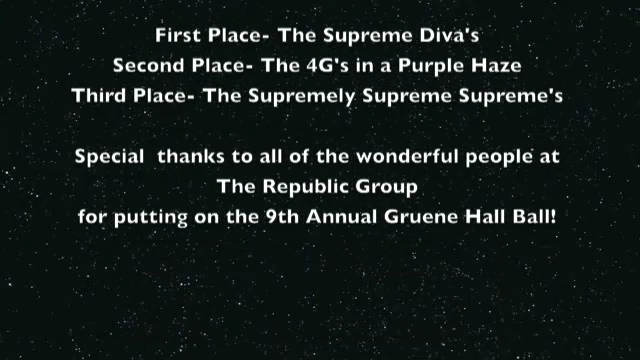 First Place- The Supreme Diva's
Second Place- The 4G's in a Purple Haze
Third Place- The Supremely Supreme Supreme's
Special thanks to all of the wonderful people at
The Republic Group
for putting on the 9th Annual Gruene Hall Ball!